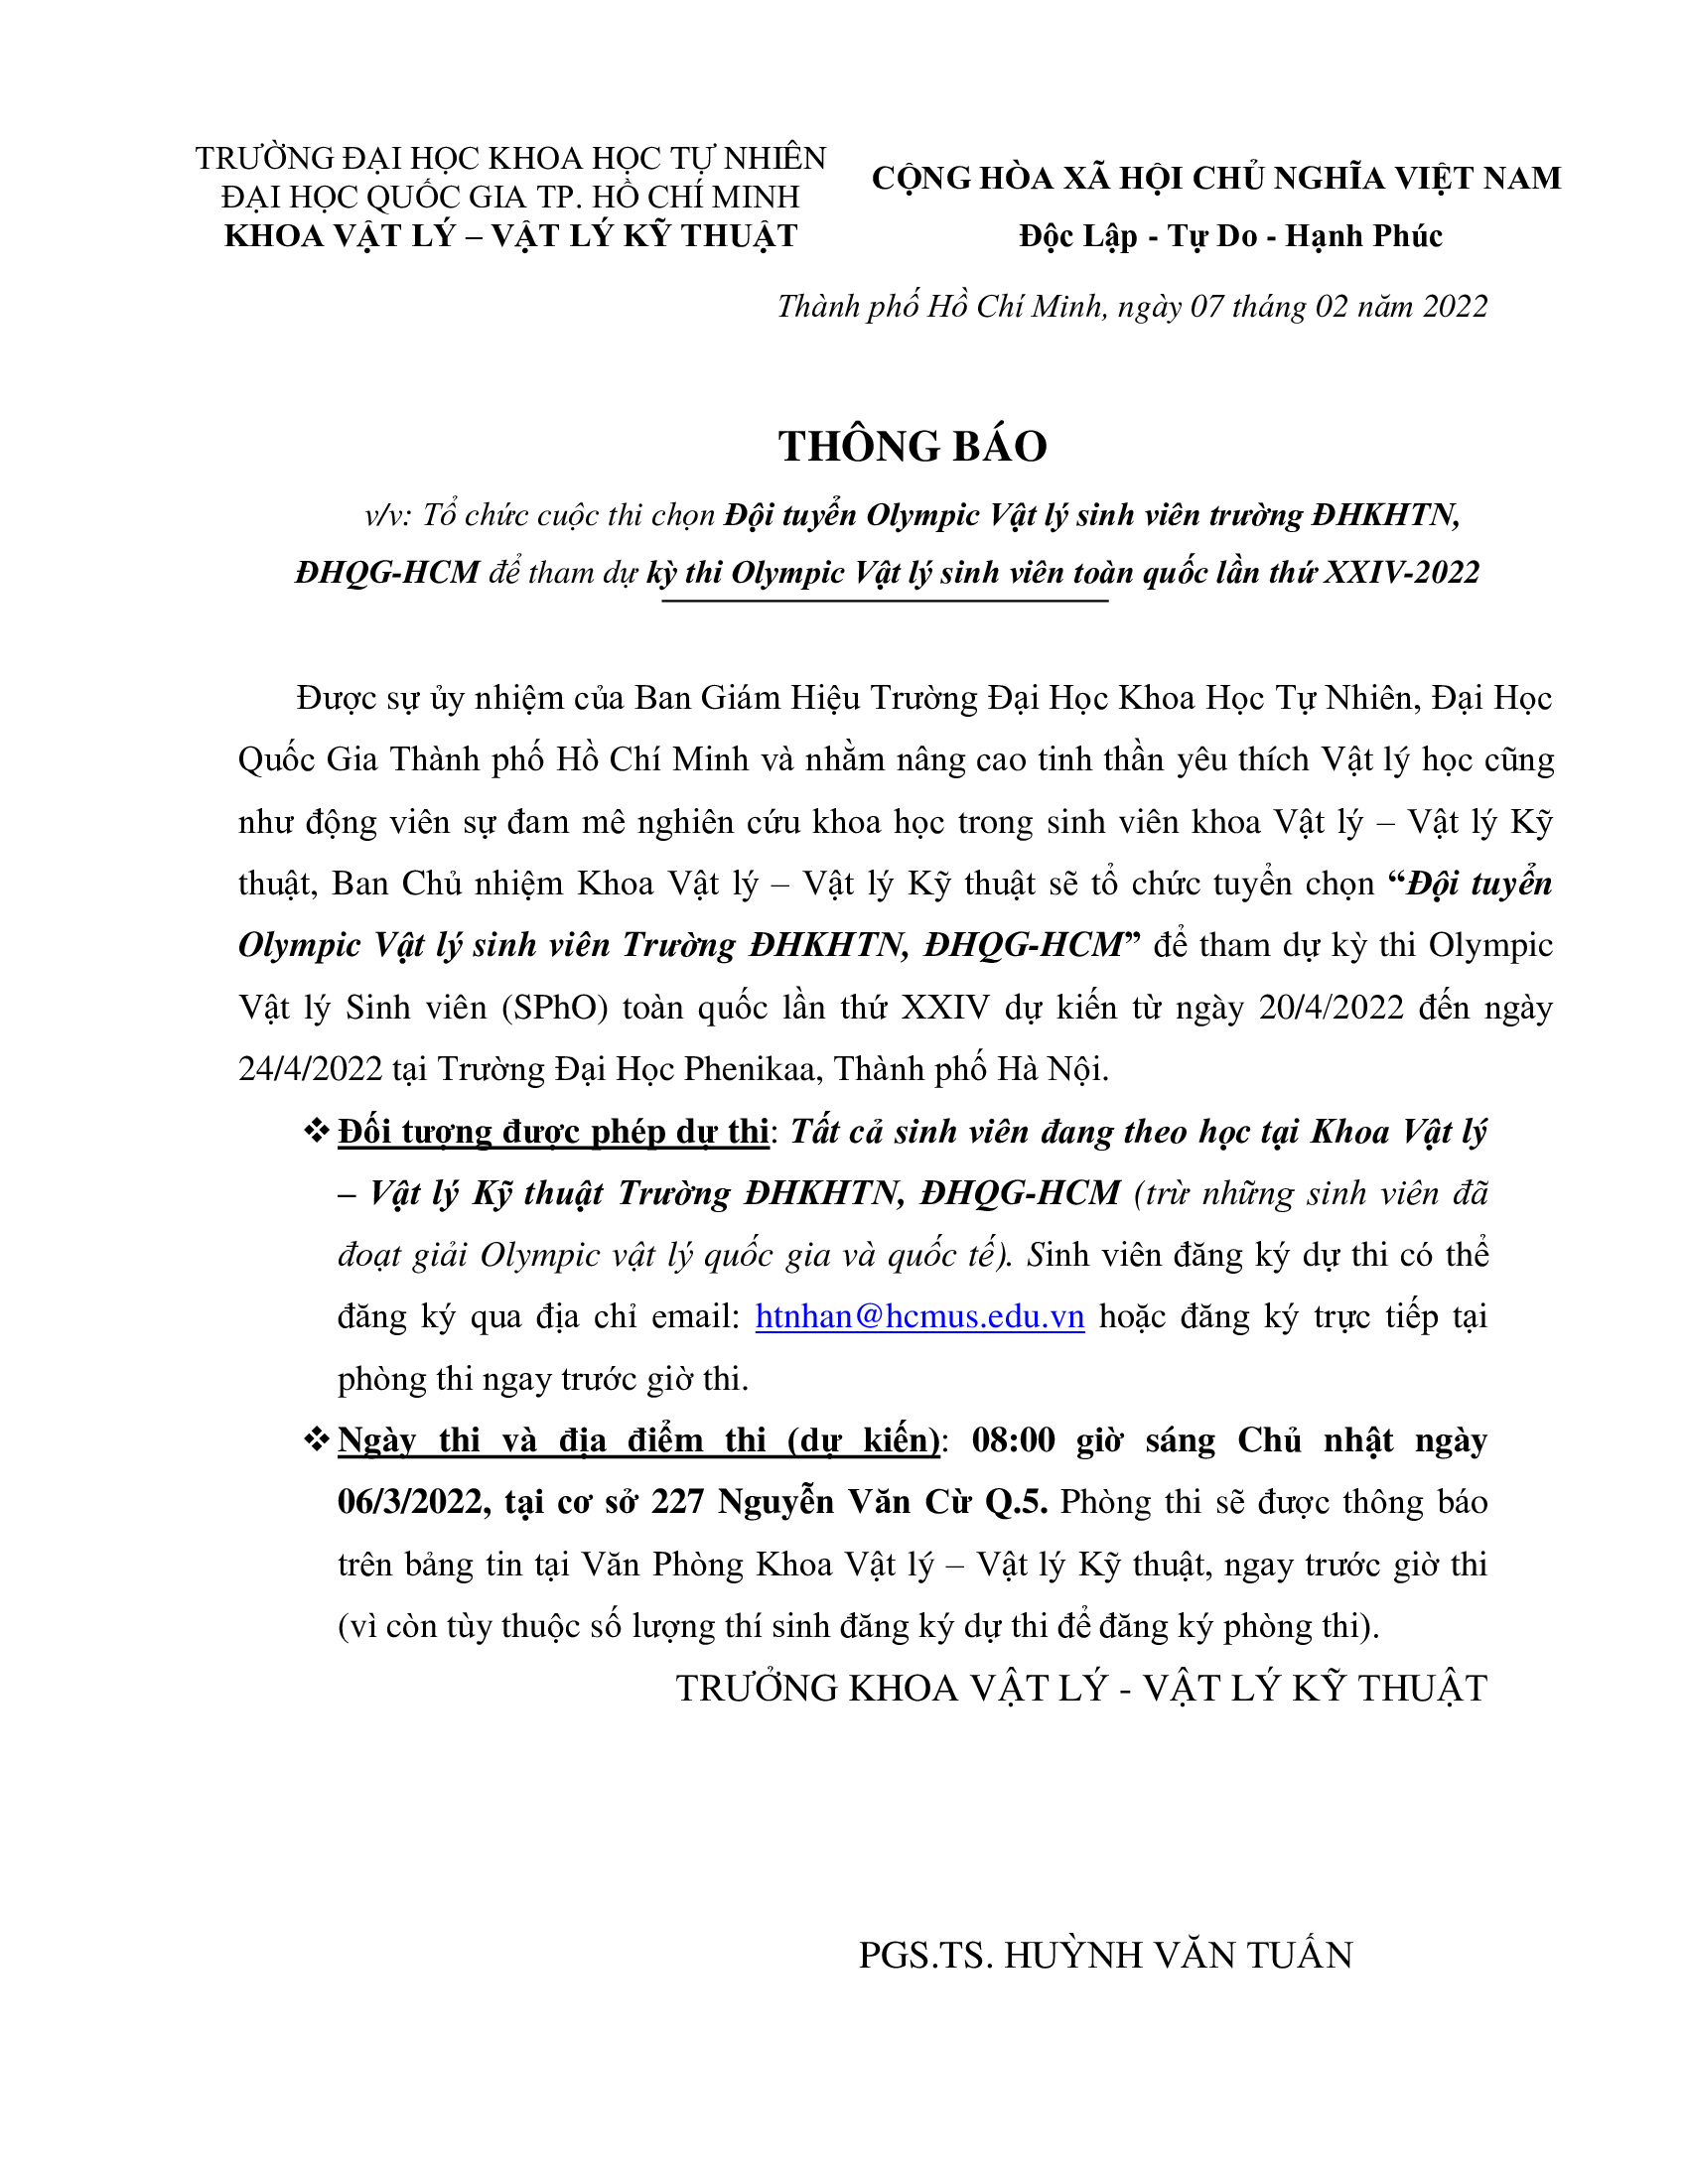 TRƯỜNG ĐẠI HỌC KHOA HỌC TỰ NHIÊN
ĐẠI HỌC QUỐC GIA TP. HỒ CHÍ MINH
KHOA VẬT LÝ – VẬT LÝ KỸ THUẬT
CỘNG HÒA XÃ HỘI CHỦ NGHĨA VIỆT NAM
Độc Lập - Tự Do - Hạnh Phúc
Thành phố Hồ Chí Minh, ngày 07 tháng 02 năm 2022
THÔNG BÁO
v/v: Tổ chức cuộc thi chọn Đội tuyển Olympic Vật lý sinh viên trường ĐHKHTN,
ĐHQG-HCM để tham dự kỳ thi Olympic Vật lý sinh viên toàn quốc lần thứ XXIV-2022
Được sự ủy nhiệm của Ban Giám Hiệu Trường Đại Học Khoa Học Tự Nhiên, Đại Học
Quốc Gia Thành phố Hồ Chí Minh và nhằm nâng cao tinh thần yêu thích Vật lý học cũng
như động viên sự đam mê nghiên cứu khoa học trong sinh viên khoa Vật lý – Vật lý Kỹ
thuật, Ban Chủ nhiệm Khoa Vật lý – Vật lý Kỹ thuật sẽ tổ chức tuyển chọn “Đội tuyển
Olympic Vật lý sinh viên Trường ĐHKHTN, ĐHQG-HCM” để tham dự kỳ thi Olympic
Vật lý Sinh viên (SPhO) toàn quốc lần thứ XXIV dự kiến từ ngày 20/4/2022 đến ngày
24/4/2022 tại Trường Đại Học Phenikaa, Thành phố Hà Nội.
❖ Đối tượng được phép dự thi: Tất cả sinh viên đang theo học tại Khoa Vật lý
– Vật lý Kỹ thuật Trường ĐHKHTN, ĐHQG-HCM (trừ những sinh viên đã
đoạt giải Olympic vật lý quốc gia và quốc tế). Sinh viên đăng ký dự thi có thể
đăng ký qua địa chỉ email: htnhan@hcmus.edu.vn hoặc đăng ký trực tiếp tại
phòng thi ngay trước giờ thi.
❖ Ngày thi và địa điểm thi (dự kiến): 08:00 giờ sáng Chủ nhật ngày
06/3/2022, tại cơ sở 227 Nguyễn Văn Cừ Q.5. Phòng thi sẽ được thông báo
trên bảng tin tại Văn Phòng Khoa Vật lý – Vật lý Kỹ thuật, ngay trước giờ thi
(vì còn tùy thuộc số lượng thí sinh đăng ký dự thi để đăng ký phòng thi).
TRƯỞNG KHOA VẬT LÝ - VẬT LÝ KỸ THUẬT
PGS.TS. HUỲNH VĂN TUẤN